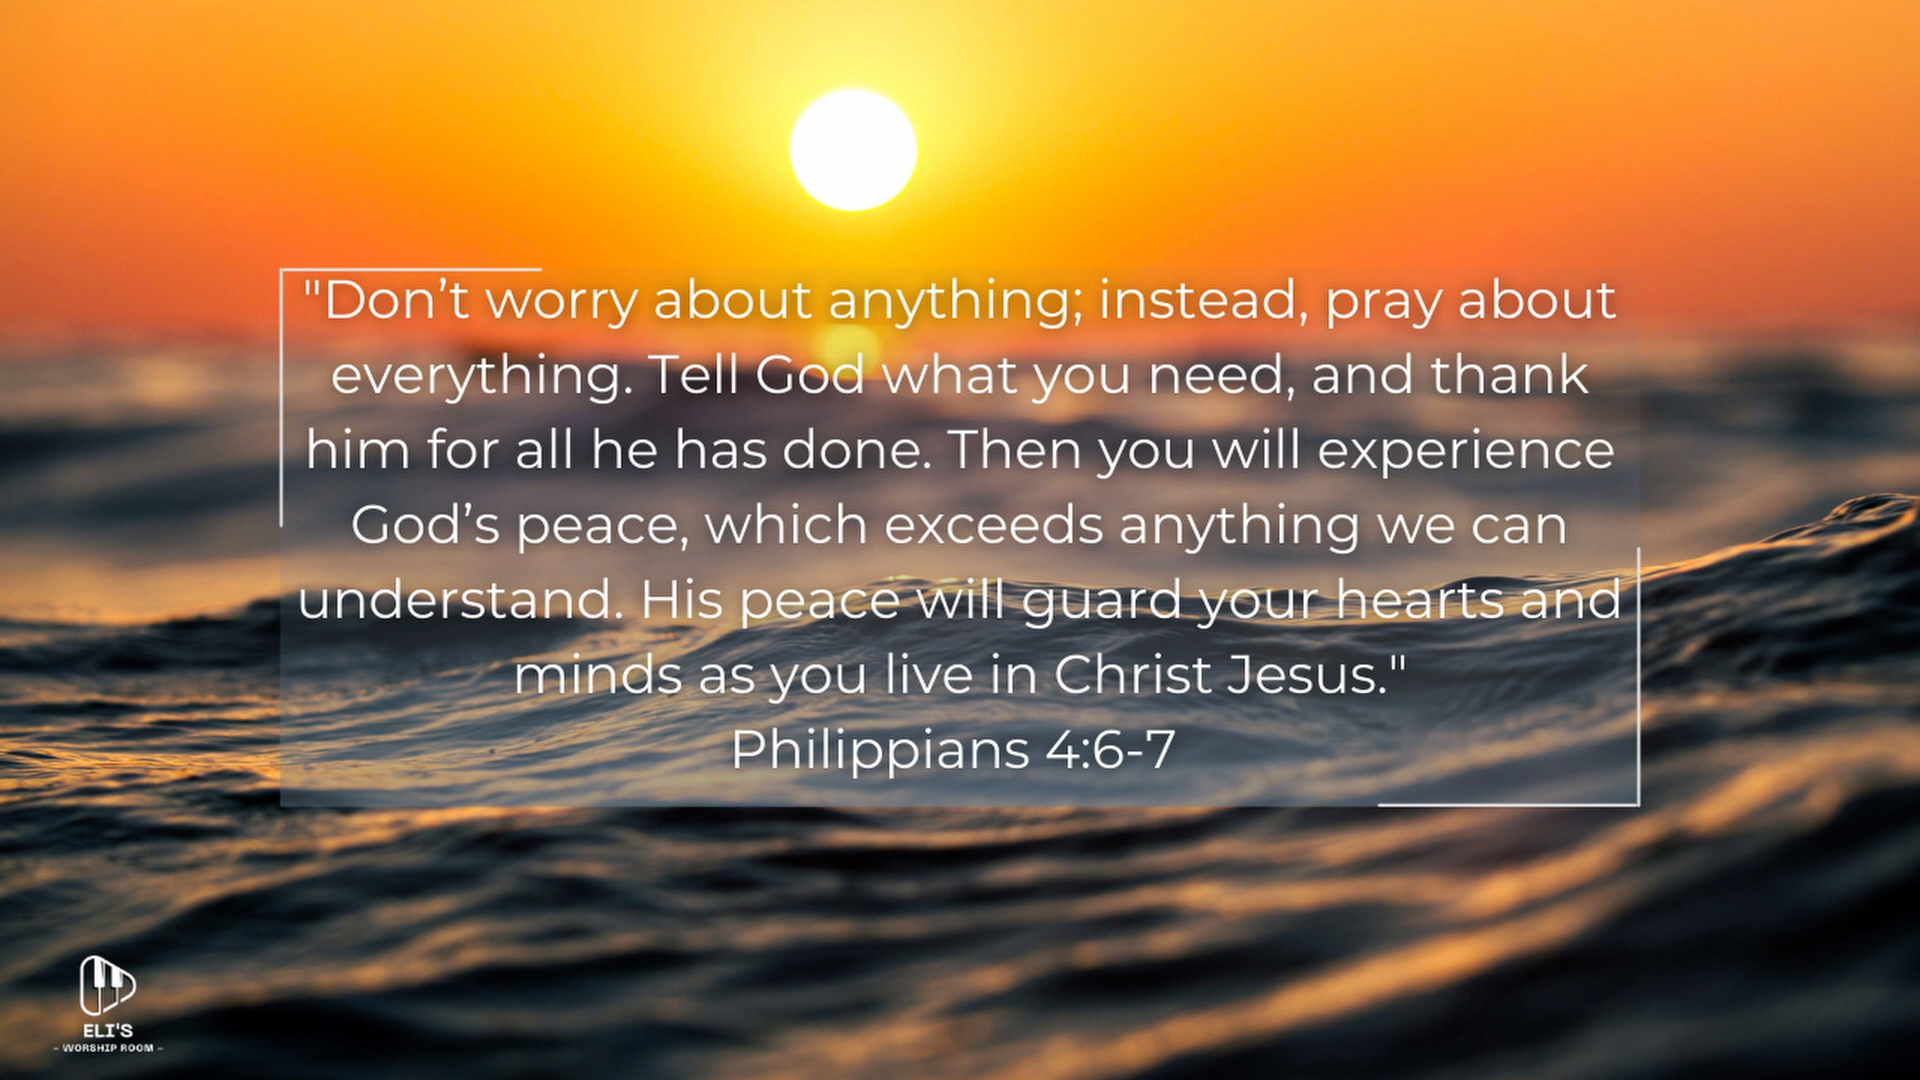 "Don’t worry about anything; instead, pray about
everything. Tell God what you need, and thank
him for all he has done. Then you will experience
God’s peace, which exceeds anything we can
understand. His peace will guard your hearts and
minds as you live in Christ Jesus."
Philippians 4:6-7
ELI'S
- WORSHIP ROOM -